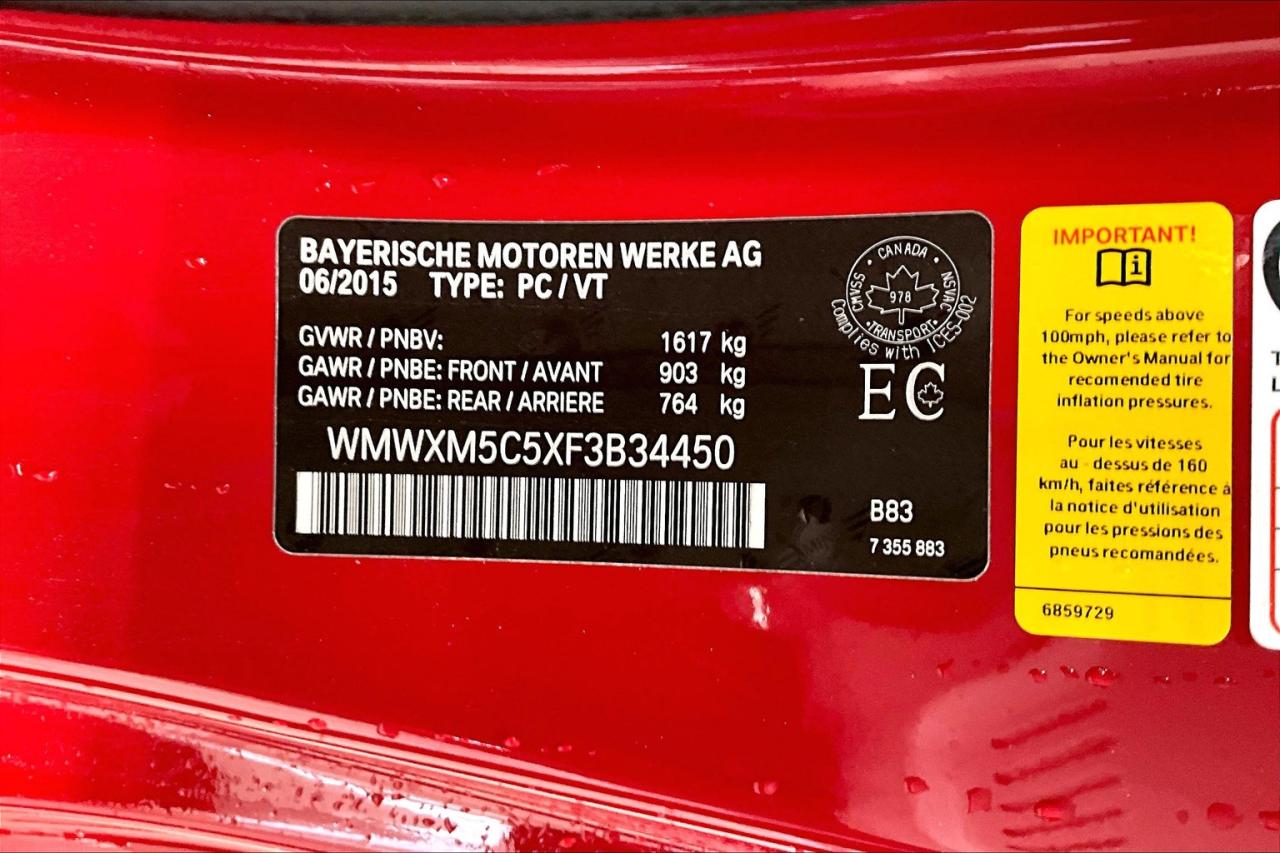 BAYERISCHE MOTOREN WERKE AG
06/2015 TYPE: PC / VT
GVWR / PNBV: 1617 kg
GAWR / PNBE: FRONT / AVANT 903 kg
GAWR / PNBE: REAR / ARRIERE 764 kg
WMWXM5C5XF3B34450
CANADA
CMVSS
NSVAC
978
TRANSPORT
Complies with ICES-002
EC
B83
7 355 883
IMPORTANT!
i
For speeds above
100mph, please refer to
the Owner's Manual for
recomended tire
inflation pressures.
Pour les vitesses
au - dessus de 160
km/h, faites référence à
la notice d'utilisation
pour les pressions des
pneus recomandées.
6859729
T
L